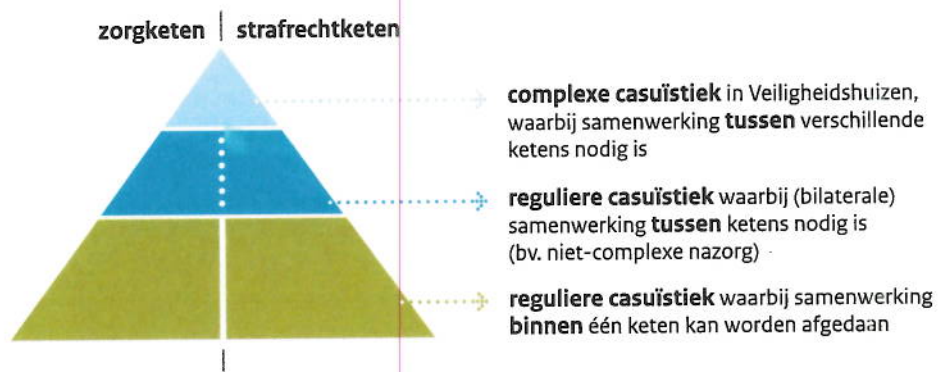 zorgketen | strafrechtketen
complexe casuïstiek in Veiligheidshuizen,
waarbij samenwerking tussen verschillende
ketens nodig is
reguliere casuïstiek waarbij (bilaterale)
samenwerking tussen ketens nodig is
(bv. niet-complexe nazorg)
reguliere casuïstiek waarbij samenwerking
binnen één keten kan worden afgedaan